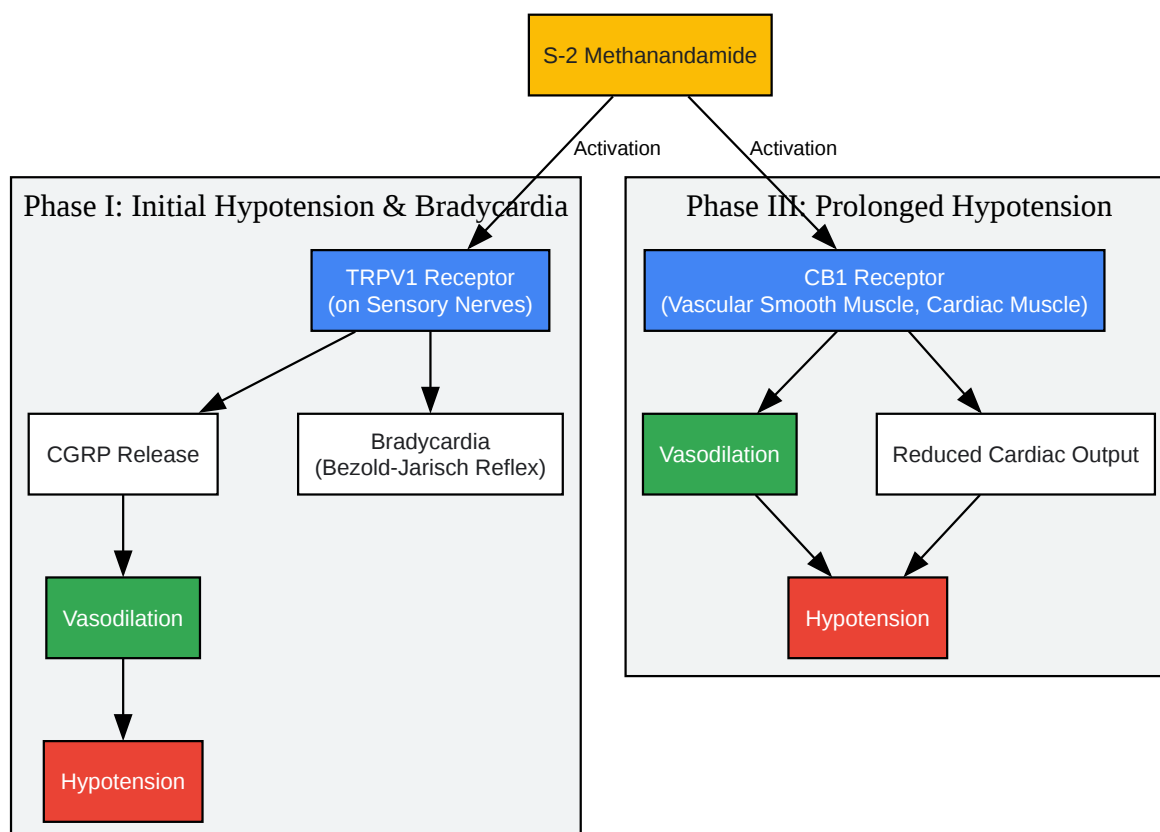 S-2 Methanandamide
Activation
Activation
Phase I: Initial Hypotension & Bradycardia
TRPV1 Receptor
(on Sensory Nerves)
CGRP Release
Bradycardia
(Bezold-Jarisch Reflex)
Vasodilation
Hypotension
Phase III: Prolonged Hypotension
CB1 Receptor
(Vascular Smooth Muscle, Cardiac Muscle)
Vasodilation
Reduced Cardiac Output
Hypotension